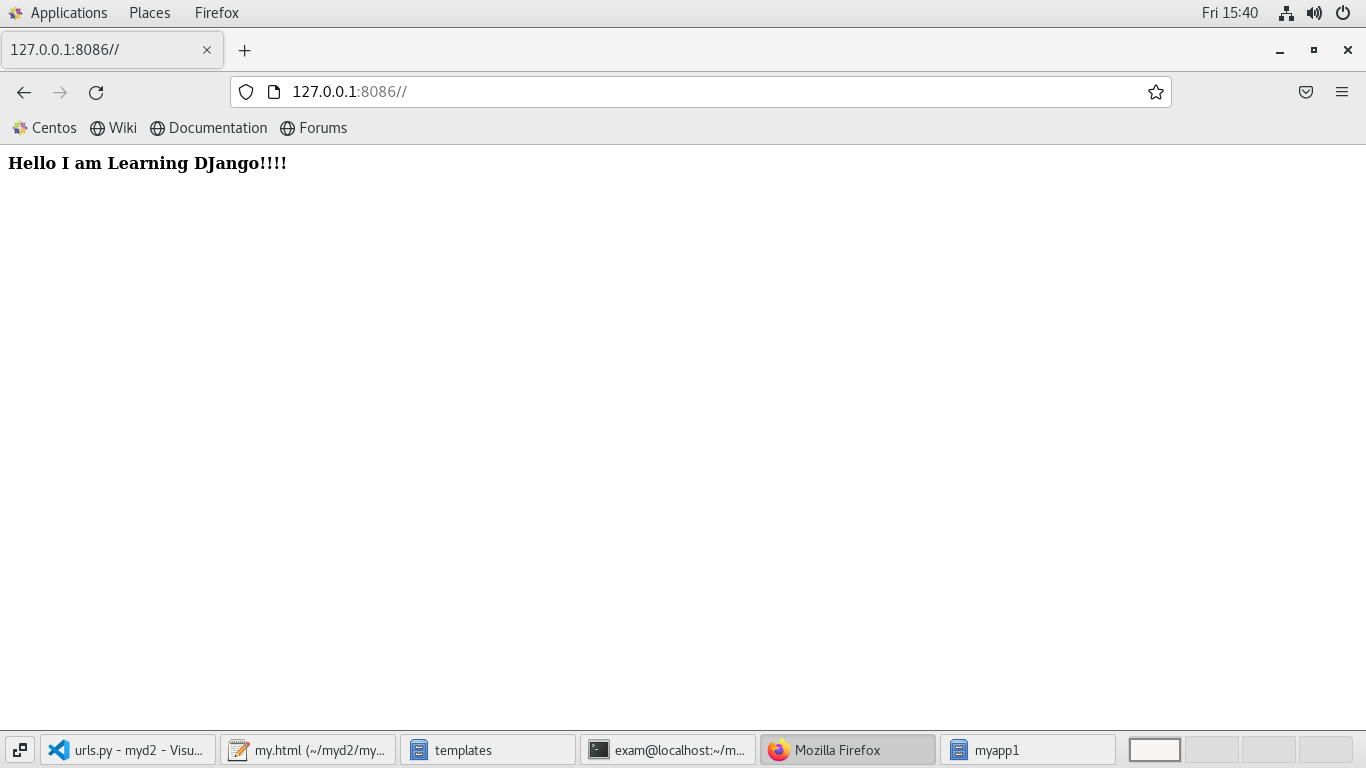 Applications Places Firefox Fri 15:40
127.0.0.1:8086//
127.0.0.1:8086//
Centos Wiki Documentation Forums
Hello I am Learning DJango!!!!
urls.py - myd2 - Visu... my.html (~/myd2/my... templates exam@localhost:~/m... Mozilla Firefox myapp1